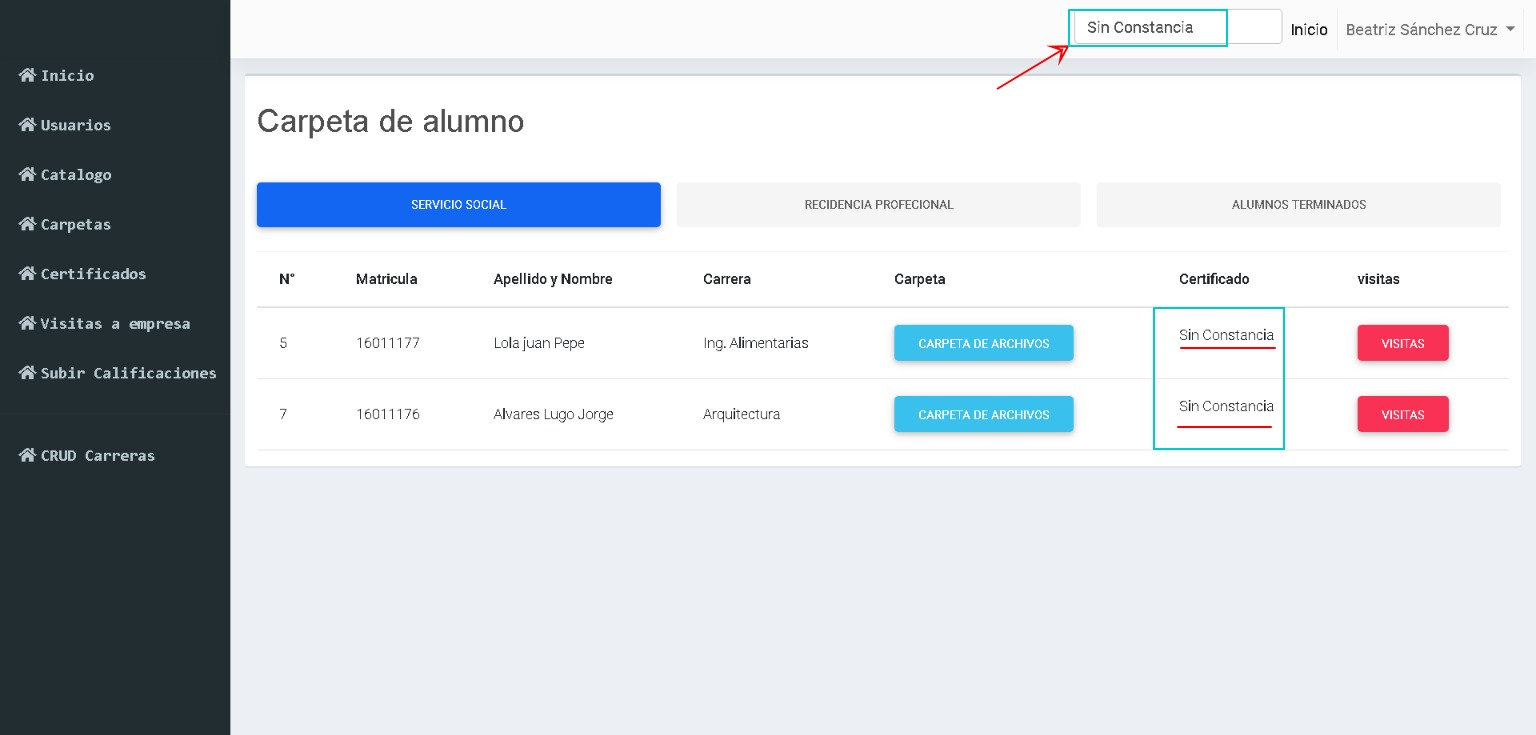 Sin Constancia
Inicio
Beatriz Sánchez Cruz
Inicio
Usuarios
Catalogo
Carpetas
Certificados
Visitas a empresa
Subir Calificaciones
CRUD Carreras
Carpeta de alumno
SERVICIO SOCIAL
RECIDENCIA PROFECIONAL
ALUMNOS TERMINADOS
N° Matricula Apellido y Nombre Carrera Carpeta Certificado visitas
5 16011177 Lola juan Pepe Ing. Alimentarias CARPETA DE ARCHIVOS Sin Constancia VISITAS
7 16011176 Alvares Lugo Jorge Arquitectura CARPETA DE ARCHIVOS Sin Constancia VISITAS